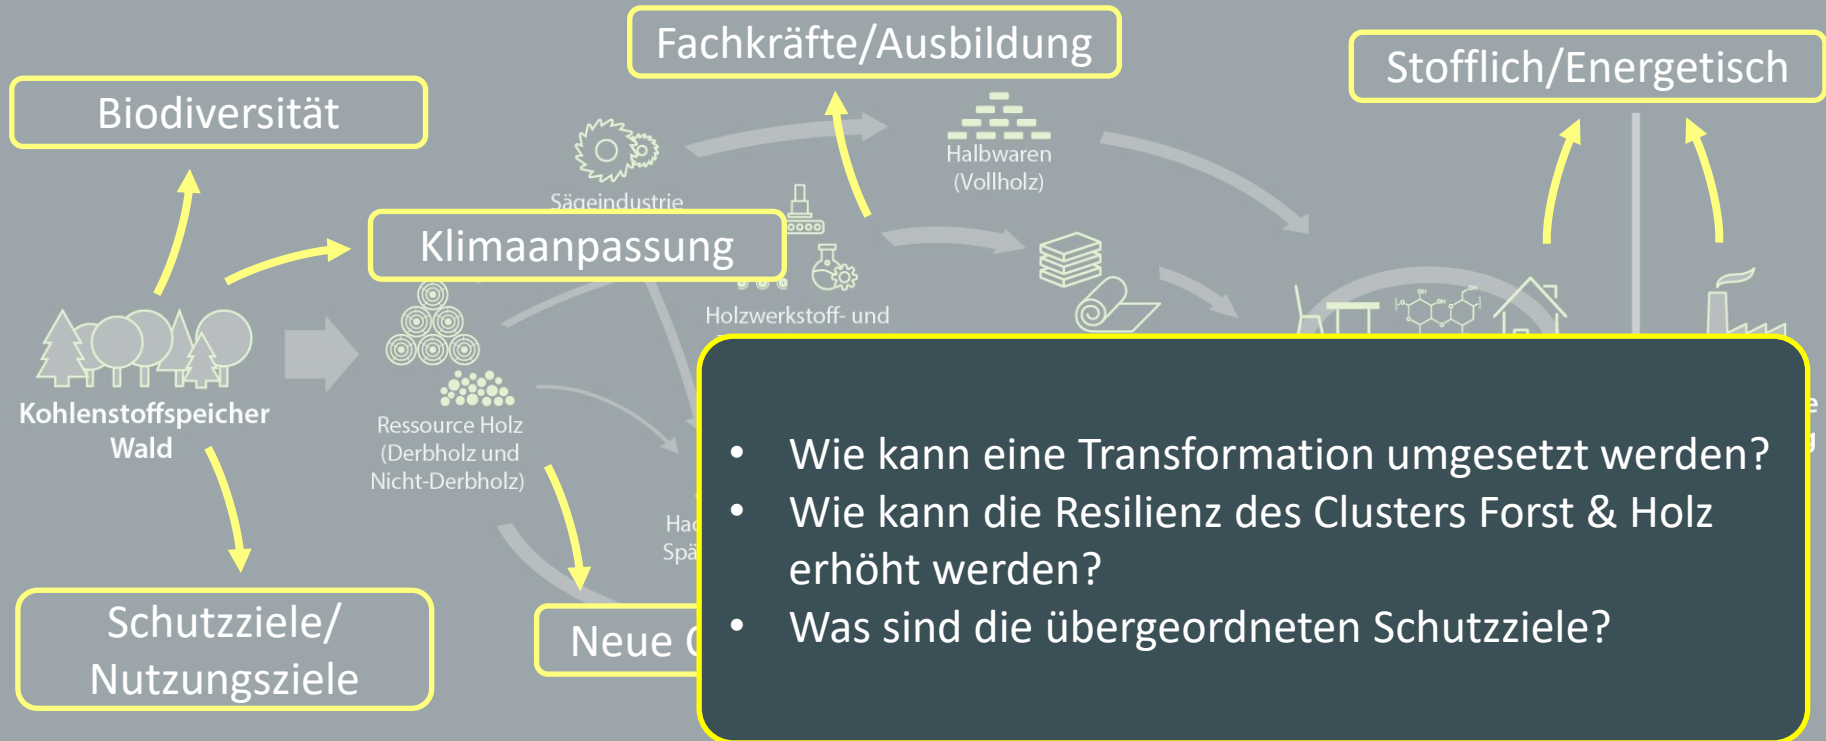 Fachkräfte/Ausbildung
Stofflich/Energetisch
Biodiversität
Halbwaren
(Vollholz)
Sägeindustrie
Klimaanpassung
Holzwerkstoff- und
Kohlenstoffspeicher
Wald
Ressource Holz
(Derbholz und
Nicht-Derbholz)
Schutzziele/
Nutzungsziele
Neue
• Wie kann eine Transformation umgesetzt werden?
• Wie kann die Resilienz des Clusters Forst & Holz
erhöht werden?
• Was sind die übergeordneten Schutzziele?